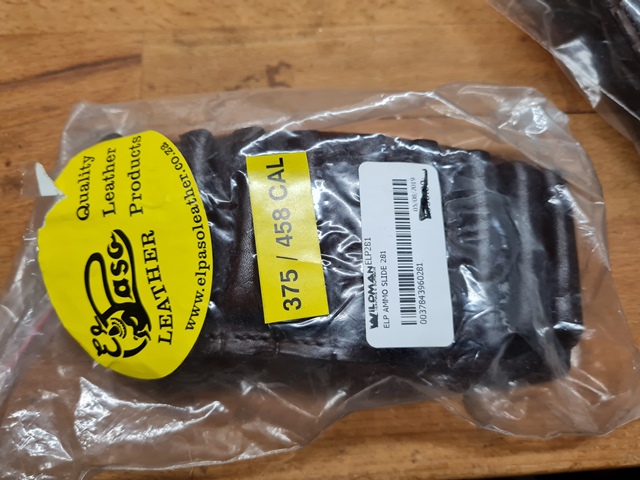 Quality
Leather
Products
El Paso
LEATHER
www.elpasoleather.co.za
375 / 458 CAL
WILDMAN ELP281
ELP AMMO SLIDE 281
0037843960281